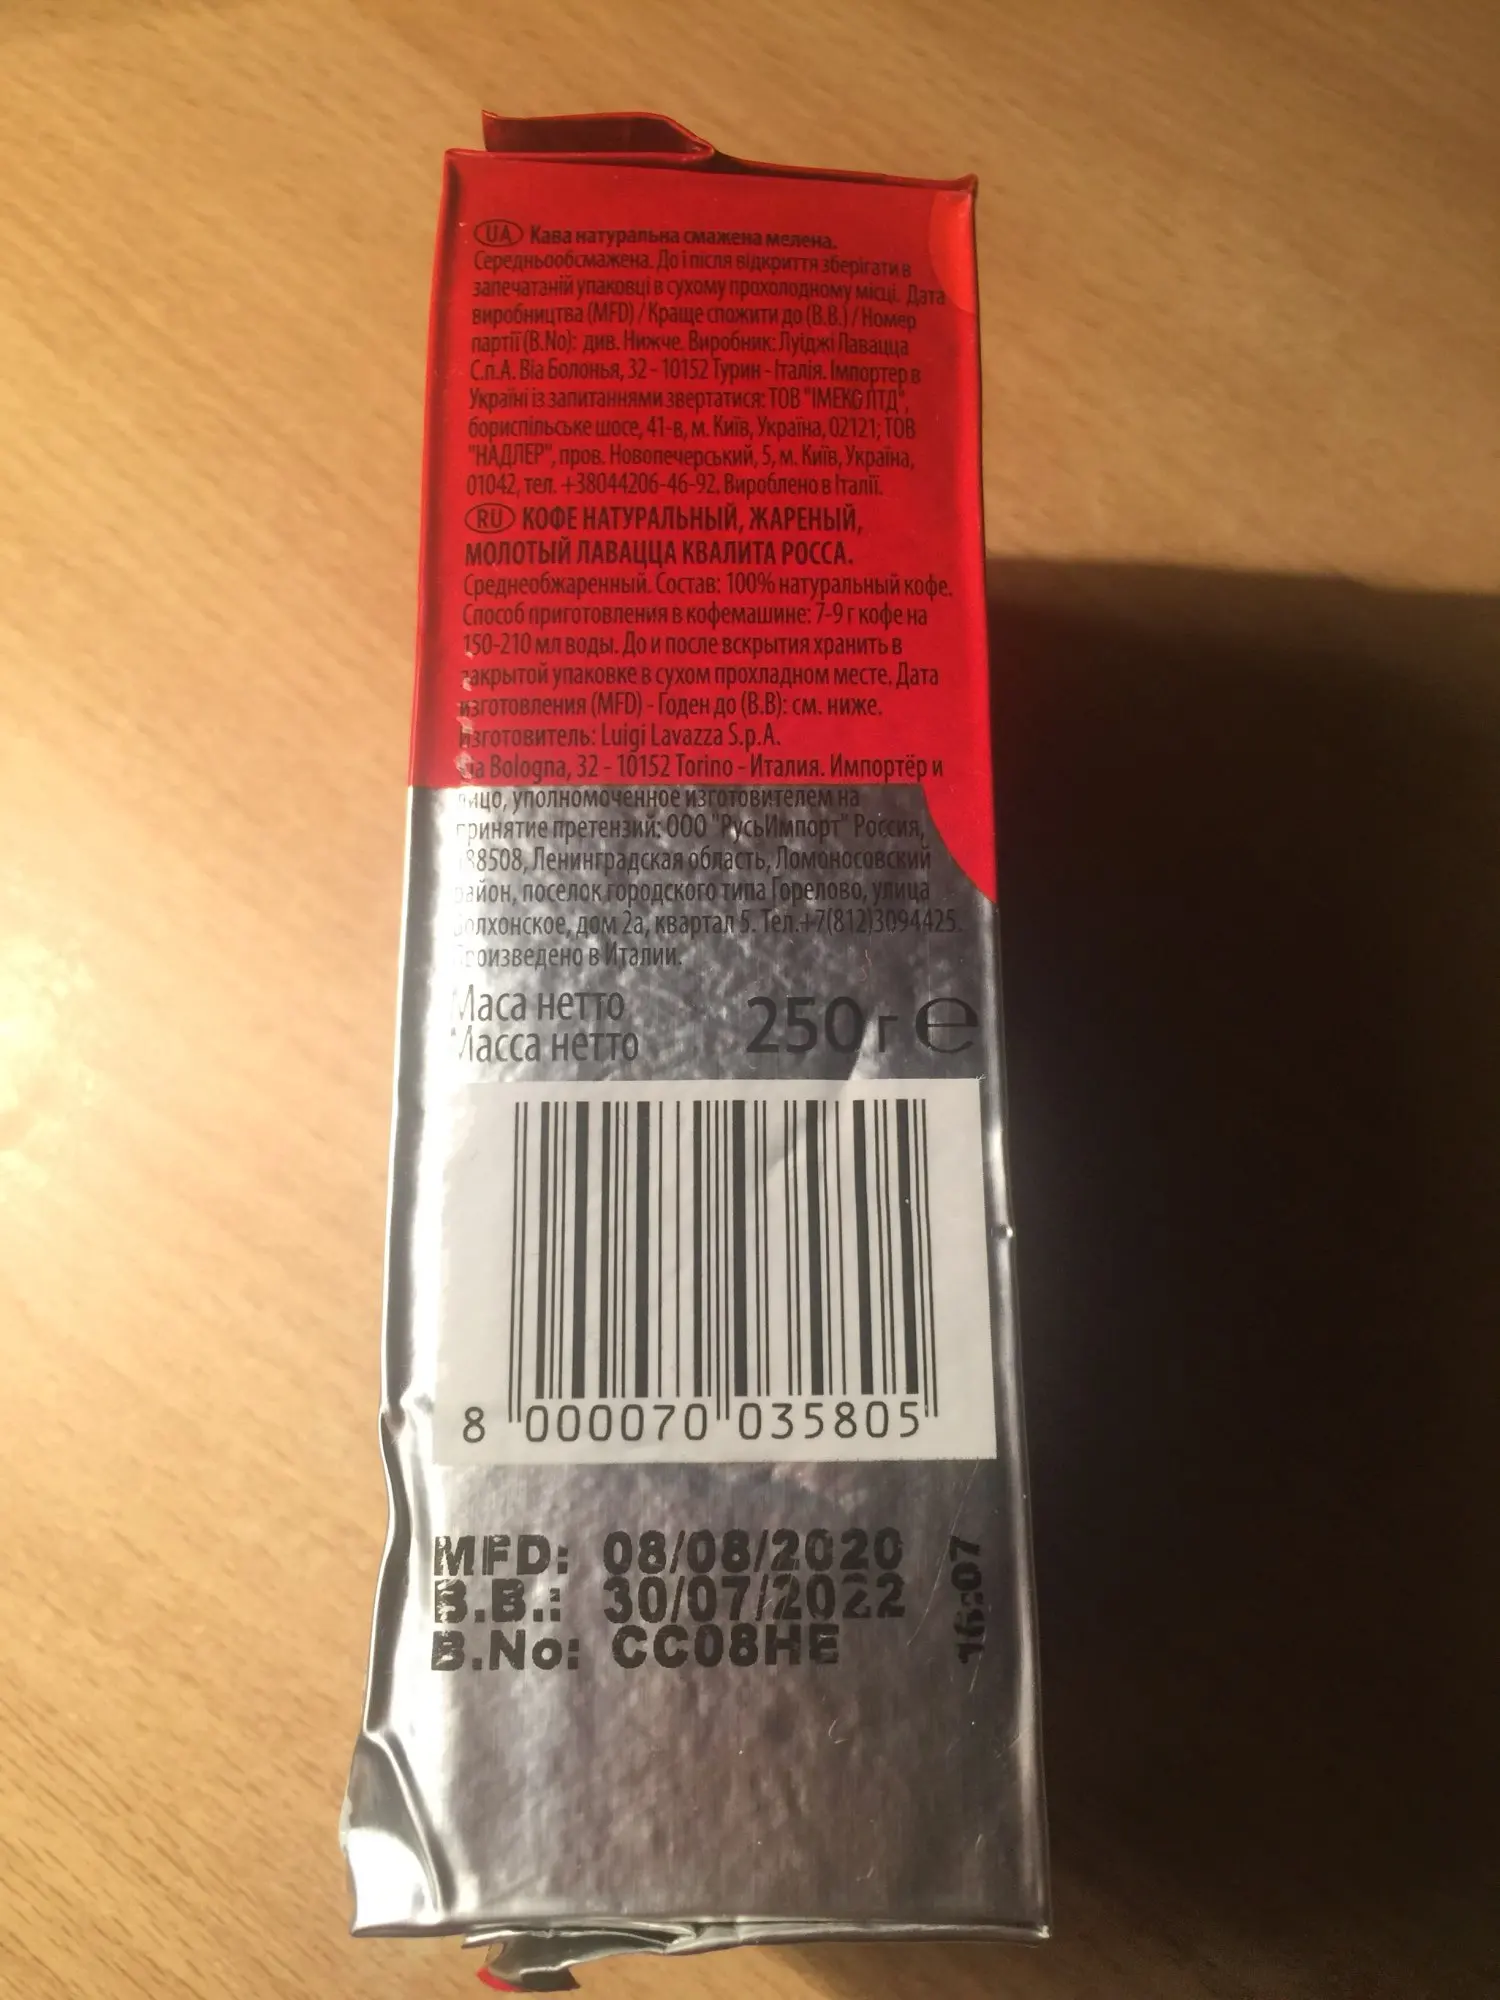 UA Кава натуральна смажена мелена.
Середньообсмажена. До і після відкриття зберігати в
запечатаній упаковці в сухому прохолодному місці. Дата
виробництва (MFD) / Краще спожити до (B.B.) / Номер
партії (B.No): див. Нижче. Виробник: Луіджі Лавацца
С.п.А. Віа Болонья, 32 - 10152 Турин - Італія. Імпортер в
Україні із запитаннями звертатися: ТОВ "ІМЕКО ЛТД",
бориспільське шосе, 41-в, м. Київ, Україна, 02121; ТОВ
"НАДЛЕР", пров. Новопечерський, 5, м. Київ, Україна,
01042, тел. +38044206-46-92. Вироблено в Італії.
RU КОФЕ НАТУРАЛЬНЫЙ, ЖАРЕНЫЙ,
МОЛОТЫЙ ЛАВАЦЦА КВАЛИТА РОССА.
Среднеобжаренный. Состав: 100% натуральный кофе.
Способ приготовления в кофемашине: 7-9 г кофе на
150-210 мл воды. До и после вскрытия хранить в
закрытой упаковке в сухом прохладном месте. Дата
изготовления (MFD) - Годен до (B.B): см. ниже.
Изготовитель: Luigi Lavazza S.p.A.
Via Bologna, 32 - 10152 Torino - Италия. Импортёр и
лицо, уполномоченное изготовителем на
принятие претензий: ООО "РусьИмпорт" Россия,
188508, Ленинградская область, Ломоносовский
район, поселок городского типа Горелово, улица
Волхонское, дом 2а, квартал 5. Тел.+7(812)3094425.
Произведено в Италии.
Маса нетто
Масса нетто 250 г e
8 000070 035805
MFD: 08/08/2020
B.B.: 30/07/2022
B.No: CC08HE
16:07